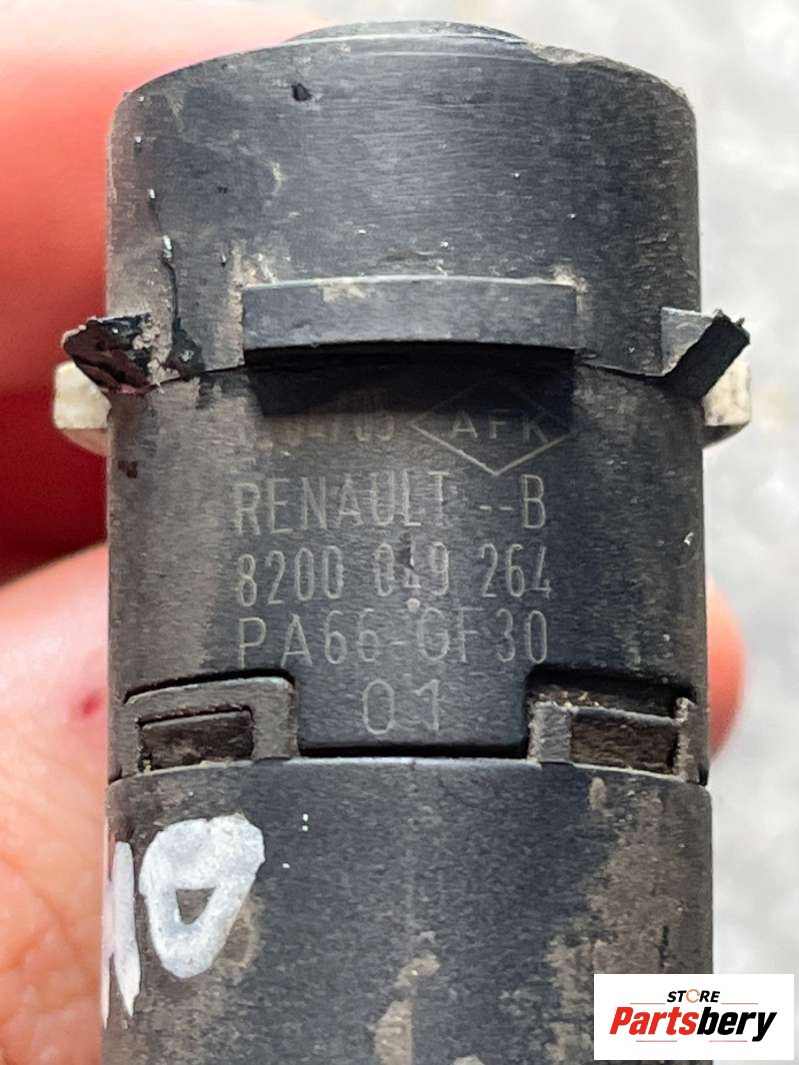 AFK
RENAULT --B
8200 049 264
PA66-GF30
01
STORE
Partsbery